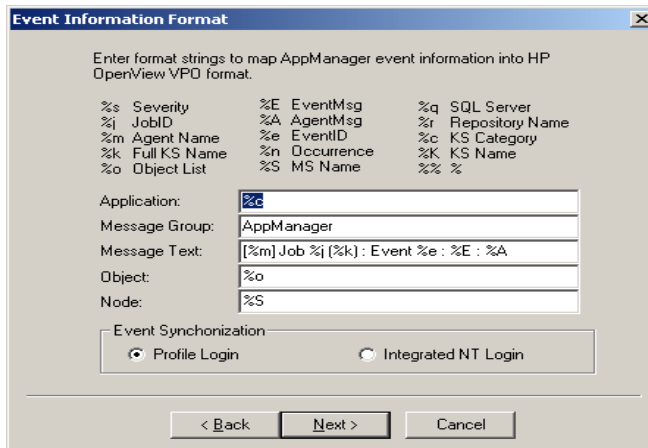 Event Information Format
Enter format strings to map AppManager event information into HP
OpenView VPO format.
%s Severity %E EventMsg %q SQL Server
%j JobID %A AgentMsg %r Repository Name
%m Agent Name %e EventID %c KS Category
%k Full KS Name %n Occurrence %K KS Name
%o Object List %S MS Name %% %
Application: %c
Message Group: AppManager
Message Text: [%m] Job %j (%k) : Event %e : %E : %A
Object: %o
Node: %S
Event Synchonization
Profile Login Integrated NT Login
< Back Next > Cancel